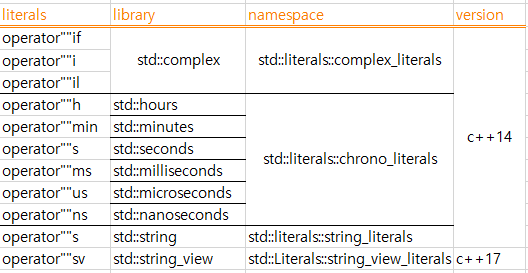 literals library namespace version
operator""if
operator""i std::complex std::literals::complex_literals
operator""il
operator""h std::hours
operator""min std::minutes
operator""s std::seconds std::literals::chrono_literals c++14
operator""ms std::milliseconds
operator""us std::microseconds
operator""ns std::nanoseconds
operator""s std::string std::literals::string_literals
operator""sv std::string_view std::Literals::string_view_literals c++17